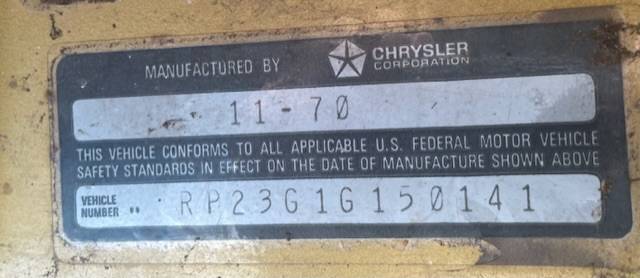 MANUFACTURED BY CHRYSLER CORPORATION
11-70
THIS VEHICLE CONFORMS TO ALL APPLICABLE U.S. FEDERAL MOTOR VEHICLE
SAFETY STANDARDS IN EFFECT ON THE DATE OF MANUFACTURE SHOWN ABOVE
VEHICLE NUMBER RP23G1G150141